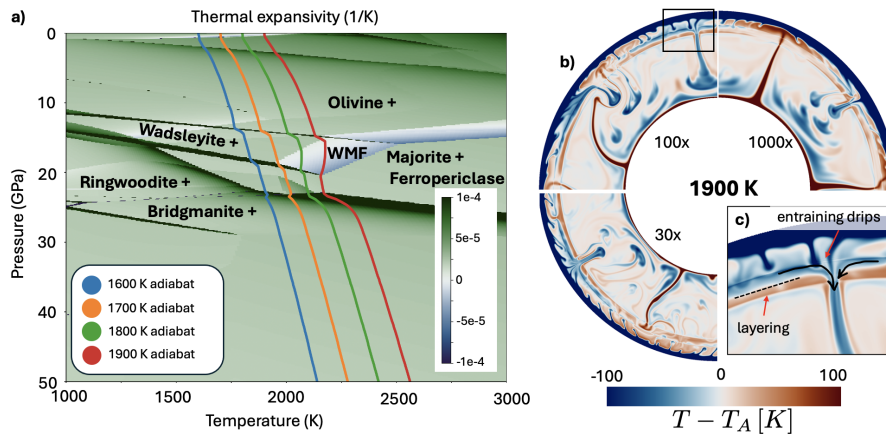 a)
Thermal expansivity (1/K)
0
10
20
30
40
50
Pressure (GPa)
1000
1500
2000
2500
3000
Temperature (K)
Olivine +
Wadsleyite +
WMF
Majorite +
Ferropericlase
Ringwoodite +
Bridgmanite +
1e-4
5e-5
0
-5e-5
-1e-4
1600 K adiabat
1700 K adiabat
1800 K adiabat
1900 K adiabat
b)
100x
1000x
1900 K
30x
c)
entraining drips
layering
-100
0
100
T − T_A [K]